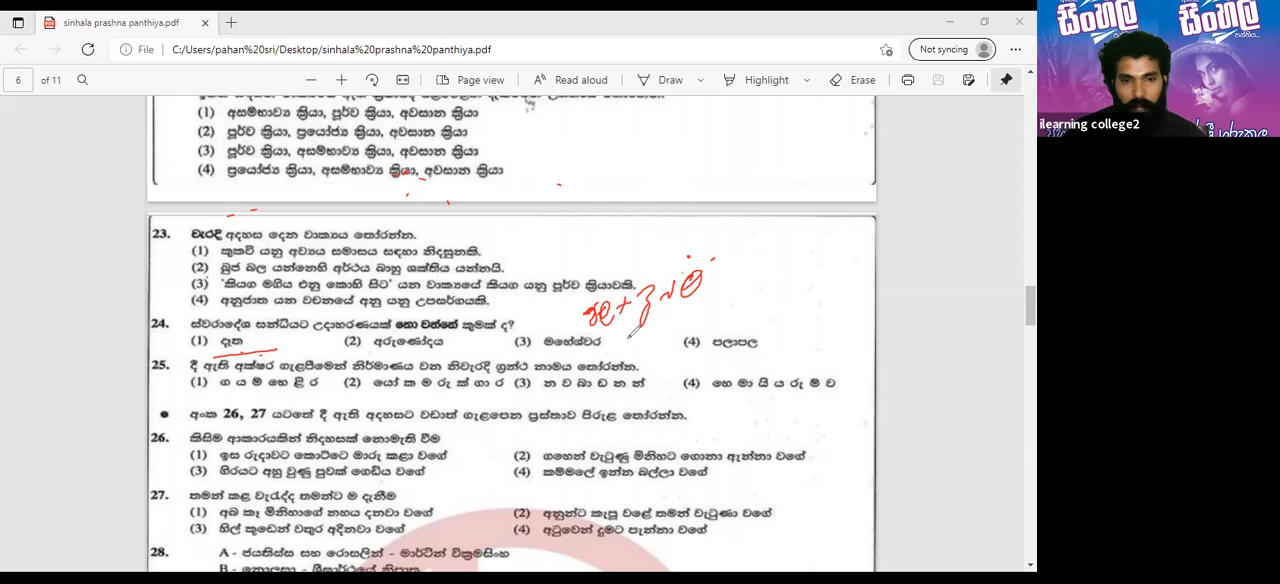 sinhala prashna panthiya.pdf
File C:/Users/pahan%20sri/Desktop/sinhala%20prashna%20panthiya.pdf
Not syncing
6 of 11 Page view Read aloud Draw Highlight Erase
සිංහල සිංහල
ilearning college2
(1) අසම්භාව්‍ය ක්‍රියා, පූර්ව ක්‍රියා, අවසාන ක්‍රියා
(2) පූර්ව ක්‍රියා, ප්‍රයෝජ්‍ය ක්‍රියා, අවසාන ක්‍රියා
(3) පූර්ව ක්‍රියා, අසම්භාව්‍ය ක්‍රියා, අවසාන ක්‍රියා
(4) ප්‍රයෝජ්‍ය ක්‍රියා, අසම්භාව්‍ය ක්‍රියා, අවසාන ක්‍රියා
23. වැරදි අදහස දෙන වාක්‍යය තෝරන්න.
(1) කුකවි යනු අව්‍යය සමාසය සඳහා නිදසුනකි.
(2) බුජ බල යන්නෙහි අර්ථය බාහු ශක්තිය යන්නයි.
(3) 'කියග මගිය එනු කොහි සිට' යන වාක්‍යයේ කියග යනු පූර්ව ක්‍රියාවකි.
(4) අනුජාත යන වචනයේ අනු යනු උපසර්ගයකි.
24. ස්වරාදේශ සන්ධියට උදාහරණයක් නො වන්නේ කුමක් ද?
(1) දෑත (2) අරුණෝදය (3) මහේශ්වර (4) පලාපල
25. දී ඇති අක්ෂර ගැළපීමෙන් නිර්මාණය වන නිවැරදි ග්‍රන්ථ නාමය තෝරන්න.
(1) ග ය ම හෙ ළි ර (2) යෝ ක ම රු ක් ගා ර (3) න ව බා ඩ න න් (4) හෙ මා යි ය රු ම් ව
● අංක 26, 27 යටතේ දී ඇති අදහසට වඩාත් ගැළපෙන ප්‍රස්තාව පිරුළ තෝරන්න.
26. කිසිම ආකාරයකින් නිදහසක් නොමැති වීම
(1) ඉස රුදාවට කොට්ටෙ මාරු කළා වගේ (2) ගහෙන් වැටුණු මිනිහට ගොනා ඇන්නා වගේ
(3) ගිරයට අහු වුණු පුවක් ගෙඩිය වගේ (4) කම්මලේ ඉන්න බල්ලා වගේ
27. තමන් කළ වැරැද්ද තමන්ට ම දැනීම
(1) අබ කෑ මිනිහාගේ නහය දනවා වගේ (2) අනුන්ට කැපූ වළේ තමන් වැටුණා වගේ
(3) හිල් කූඩෙන් වතුර අදිනවා වගේ (4) අටුවෙන් දුමට පැන්නා වගේ
28. A - ජයතිස්ස සහ රොසලින් - මාර්ටින් වික්‍රමසිංහ